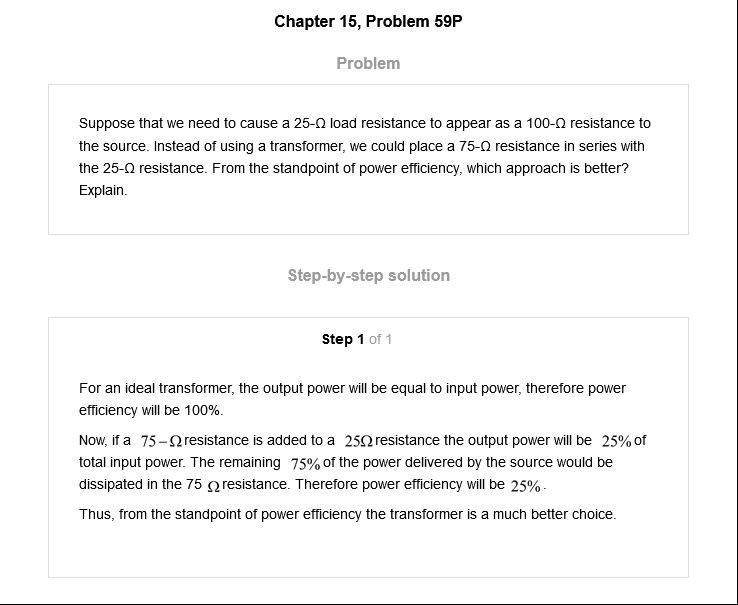 Chapter 15, Problem 59P
Problem
Suppose that we need to cause a 25-Ω load resistance to appear as a 100-Ω resistance to
the source. Instead of using a transformer, we could place a 75-Ω resistance in series with
the 25-Ω resistance. From the standpoint of power efficiency, which approach is better?
Explain.
Step-by-step solution
Step 1 of 1
For an ideal transformer, the output power will be equal to input power, therefore power
efficiency will be 100%.
Now, if a 75−Ω resistance is added to a 25Ω resistance the output power will be 25% of
total input power. The remaining 75% of the power delivered by the source would be
dissipated in the 75 Ω resistance. Therefore power efficiency will be 25%.
Thus, from the standpoint of power efficiency the transformer is a much better choice.